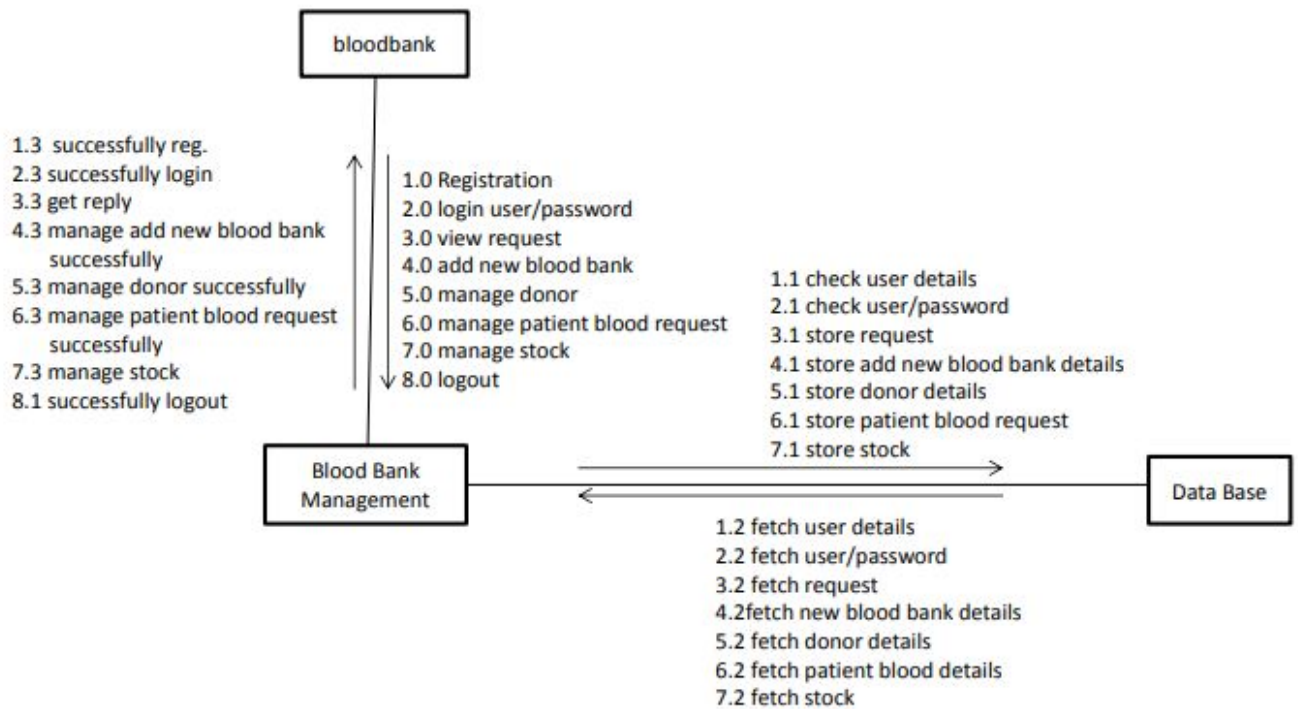 bloodbank
1.3  successfully reg.
2.3 successfully login
3.3 get reply
4.3 manage add new blood bank
successfully
5.3 manage donor successfully
6.3 manage patient blood request
successfully
7.3 manage stock
8.1 successfully logout
1.0 Registration
2.0 login user/password
3.0 view request
4.0 add new blood bank
5.0 manage donor
6.0 manage patient blood request
7.0 manage stock
8.0 logout
1.1 check user details
2.1 check user/password
3.1 store request
4.1 store add new blood bank details
5.1 store donor details
6.1 store patient blood request
7.1 store stock
Blood Bank
Management
Data Base
1.2 fetch user details
2.2 fetch user/password
3.2 fetch request
4.2fetch new blood bank details
5.2 fetch donor details
6.2 fetch patient blood details
7.2 fetch stock